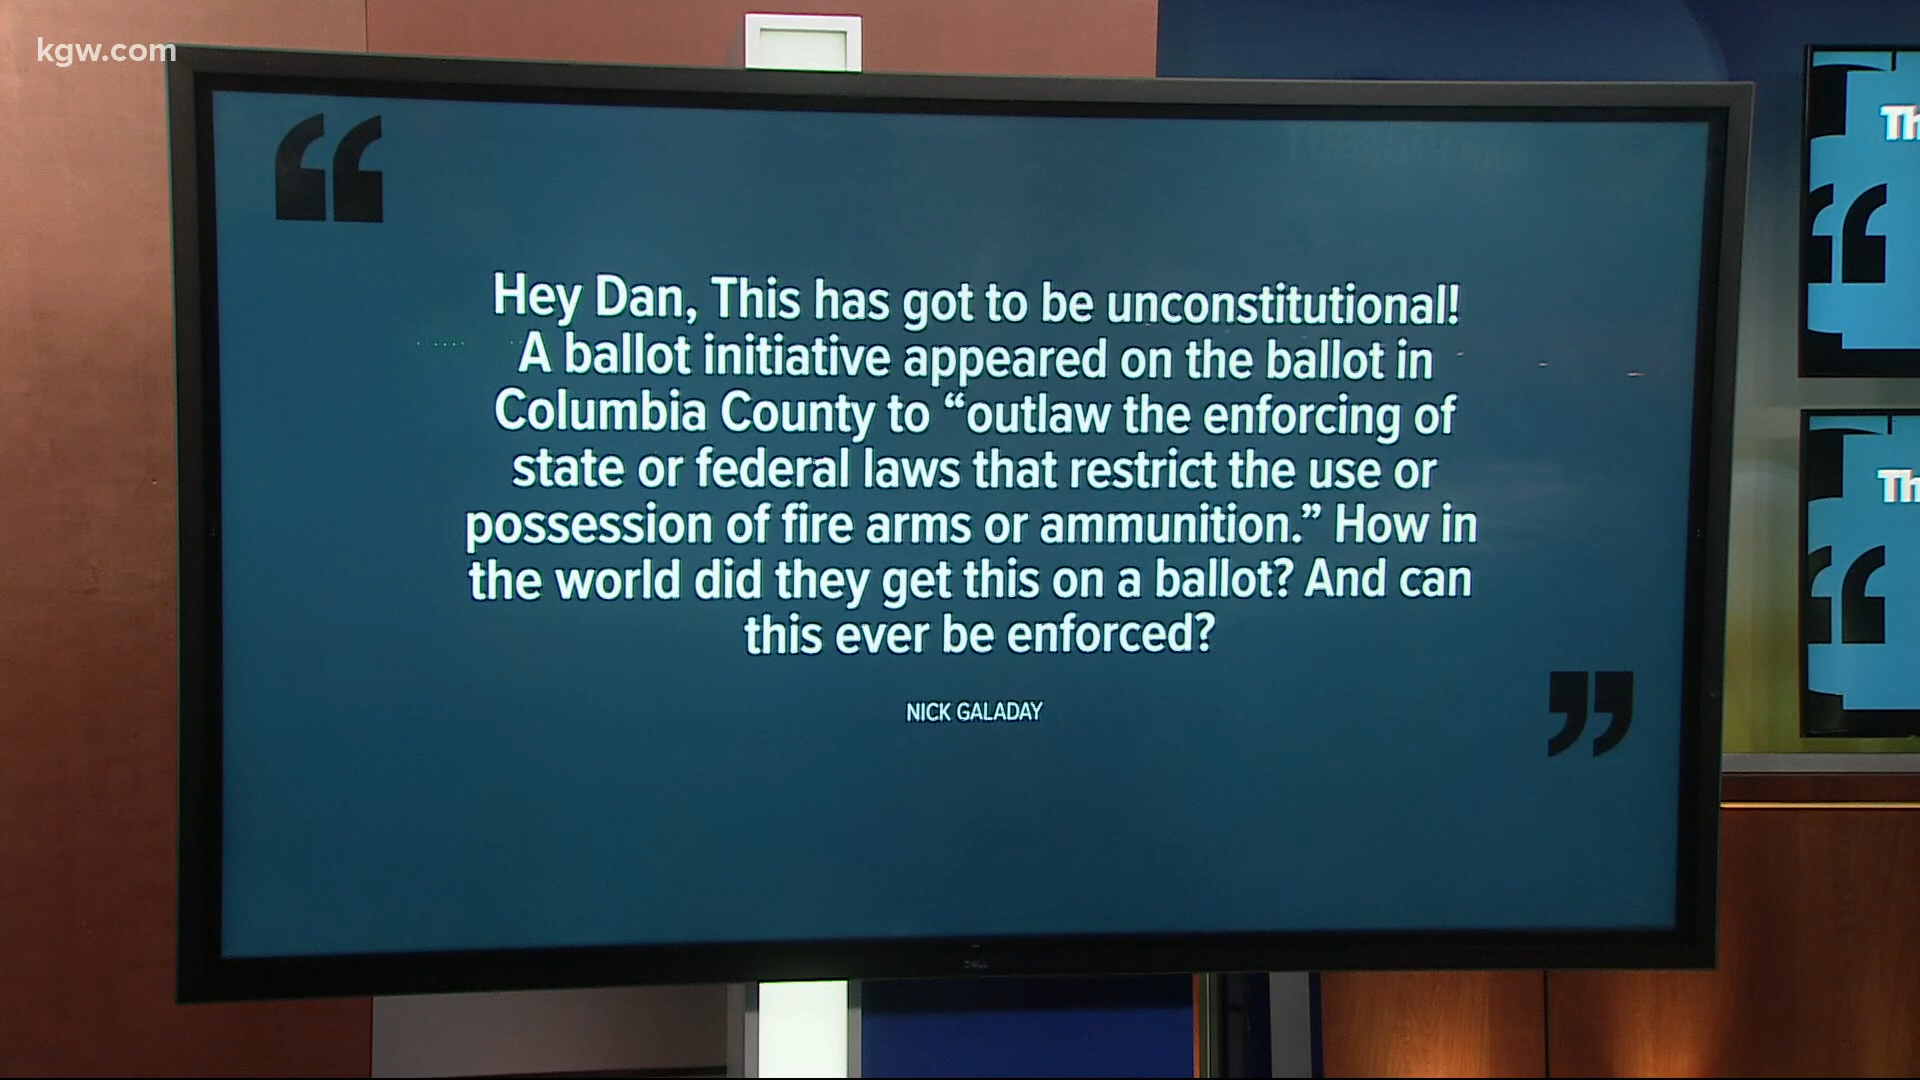 kgw.com
“
Hey Dan, This has got to be unconstitutional!
A ballot initiative appeared on the ballot in
Columbia County to “outlaw the enforcing of
state or federal laws that restrict the use or
possession of fire arms or ammunition.” How in
the world did they get this on a ballot? And can
this ever be enforced?
NICK GALADAY
”
DELL
Th
“
Th
“